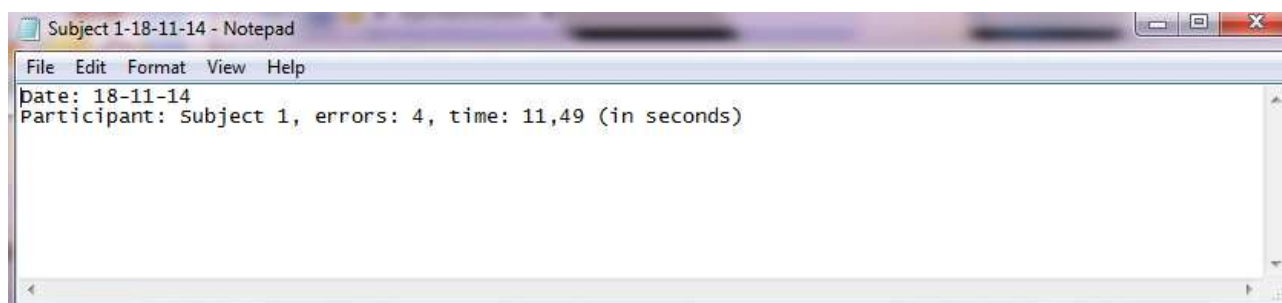 Subject 1-18-11-14 - Notepad
File Edit Format View Help
Date: 18-11-14
Participant: Subject 1, errors: 4, time: 11,49 (in seconds)